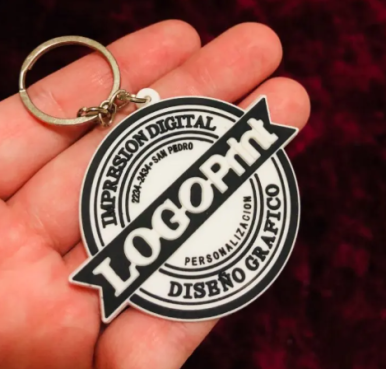 IMPRESION DIGITAL
2234-3434 • SAN PEDRO
LOGOPrint
PERSONALIZACION
DISEÑO GRAFICO